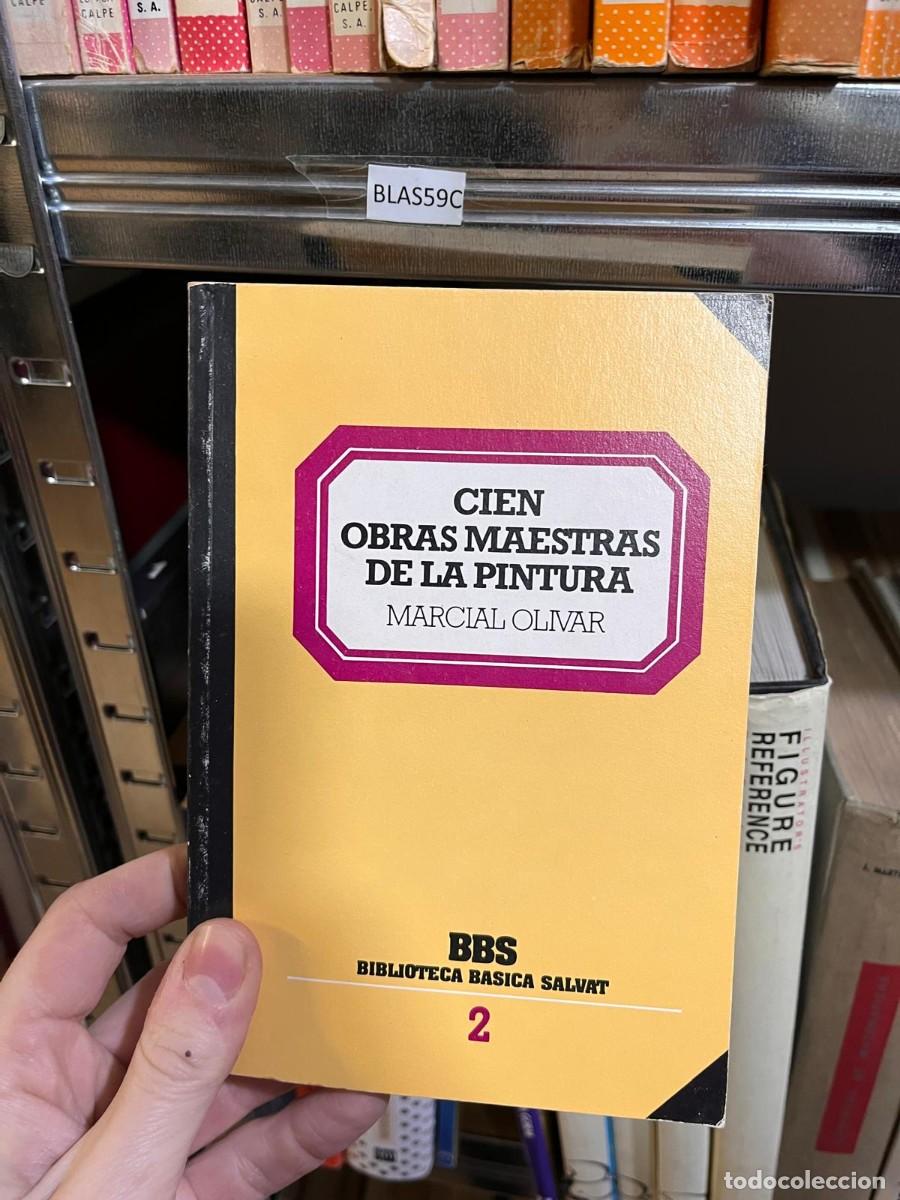 CALPE
CALPE
S. A.
CALPE.
S. A.
BLAS59C
CIEN
OBRAS MAESTRAS
DE LA PINTURA
MARCIAL OLIVAR
BBS
BIBLIOTECA BASICA SALVAT
2
ILLUSTRATOR'S
FIGURE
REFERENCE
todocoleccion